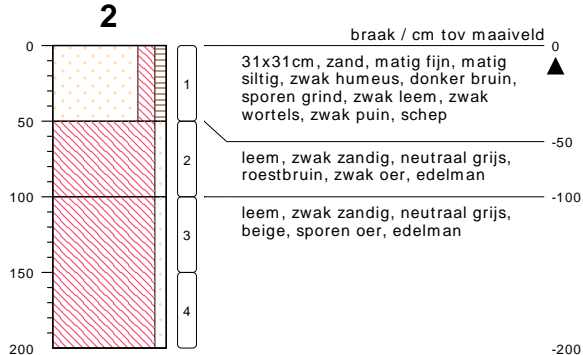 2
braak / cm tov maaiveld
0
0
31x31cm, zand, matig fijn, matig
siltig, zwak humeus, donker bruin,
sporen grind, zwak leem, zwak
wortels, zwak puin, schep
1
50
-50
leem, zwak zandig, neutraal grijs,
roestbruin, zwak oer, edelman
2
100
-100
leem, zwak zandig, neutraal grijs,
beige, sporen oer, edelman
3
150
4
200
-200